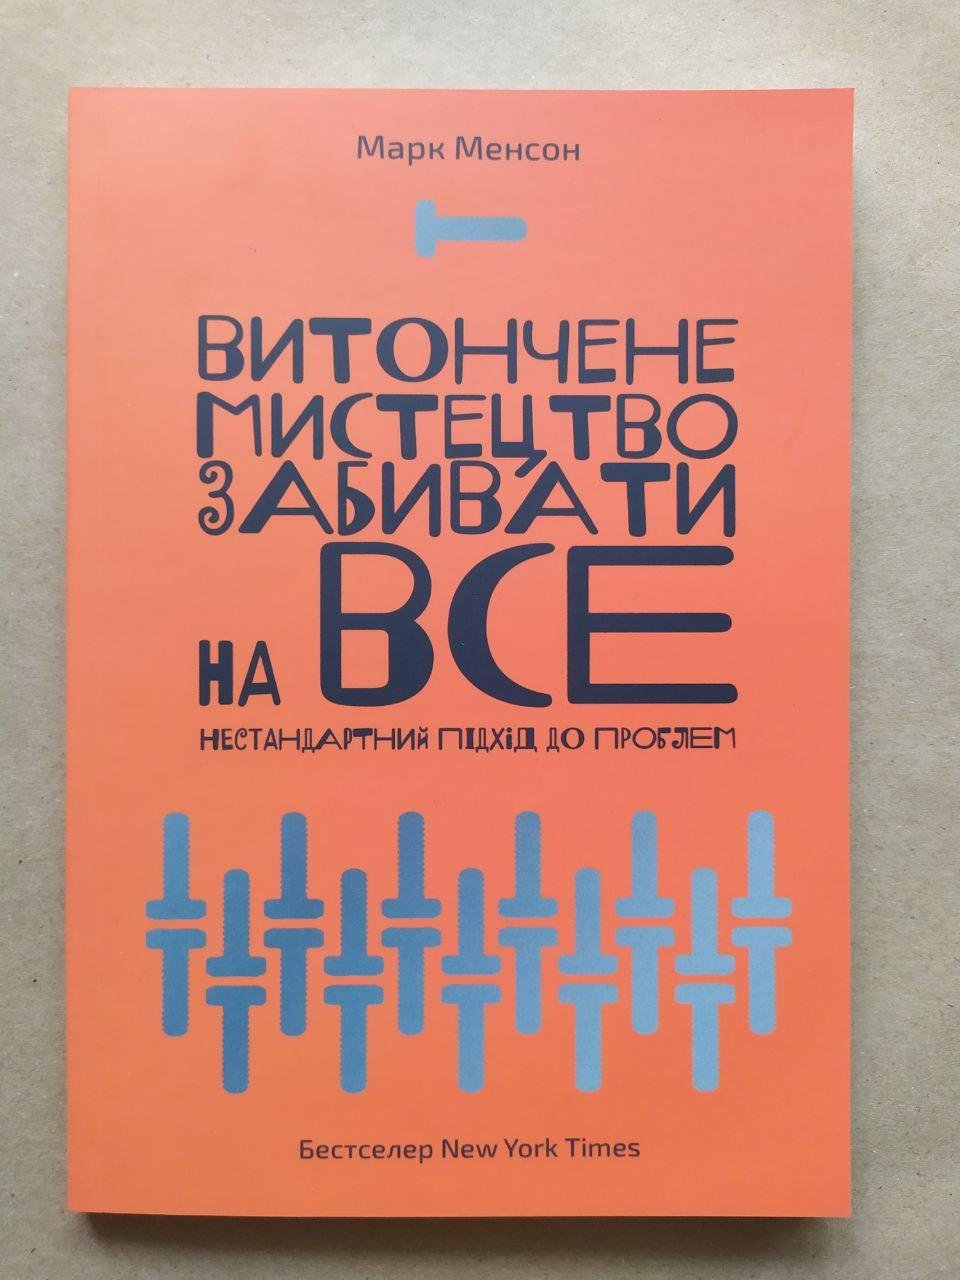 Марк Менсон
ВИТОНЧЕНЕ
МИСТЕЦТВО
ЗАБИВАТИ
НА ВСЕ
НЕСТАНДАРТНИЙ ПІДХІД ДО ПРОБЛЕМ
Бестселер New York Times